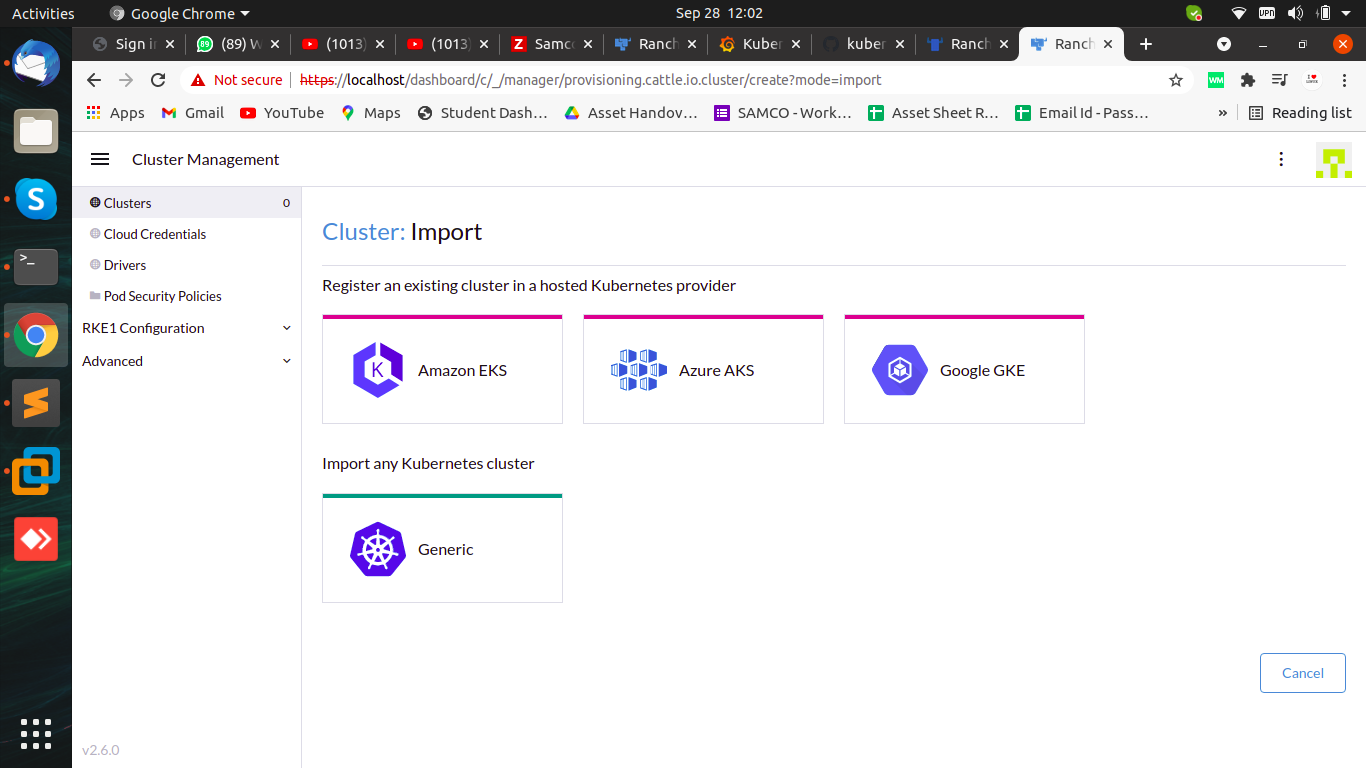 Activities Google Chrome Sep 28 12:02 VPN
Sign in (89) W (1013) (1013) Samco Ranch Kuber kuber Ranch Ranch
Not secure https://localhost/dashboard/c/_/manager/provisioning.cattle.io.cluster/create?mode=import WM
Apps Gmail YouTube Maps Student Dash… Asset Handov… SAMCO - Work… Asset Sheet R… Email Id - Pass… » Reading list
Cluster Management
Clusters 0
Cloud Credentials
Drivers
Pod Security Policies
RKE1 Configuration
Advanced
v2.6.0
Cluster: Import
Register an existing cluster in a hosted Kubernetes provider
K Amazon EKS Azure AKS Google GKE
Import any Kubernetes cluster
Generic
Cancel